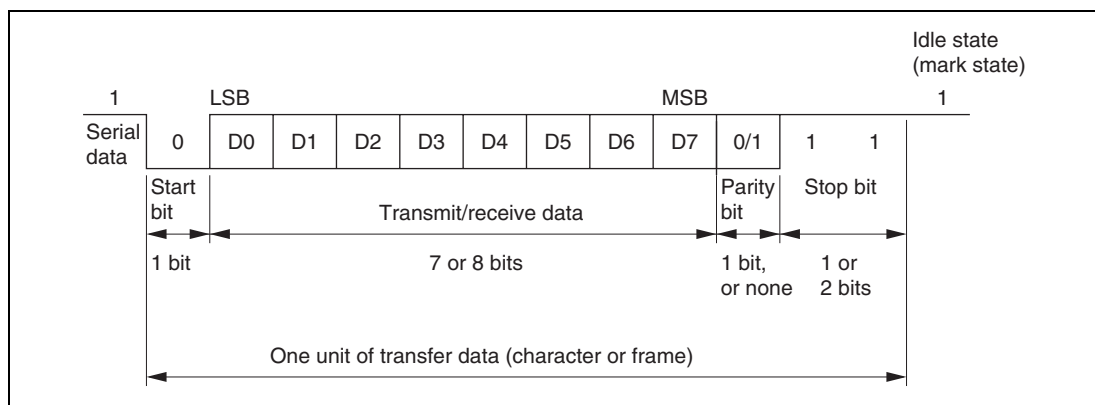 Idle state
(mark state)
1
LSB
MSB
1
Serial
data
0
D0
D1
D2
D3
D4
D5
D6
D7
0/1
1
1
Start
bit
Transmit/receive data
Parity
bit
Stop bit
1 bit
7 or 8 bits
1 bit,
or none
1 or
2 bits
One unit of transfer data (character or frame)